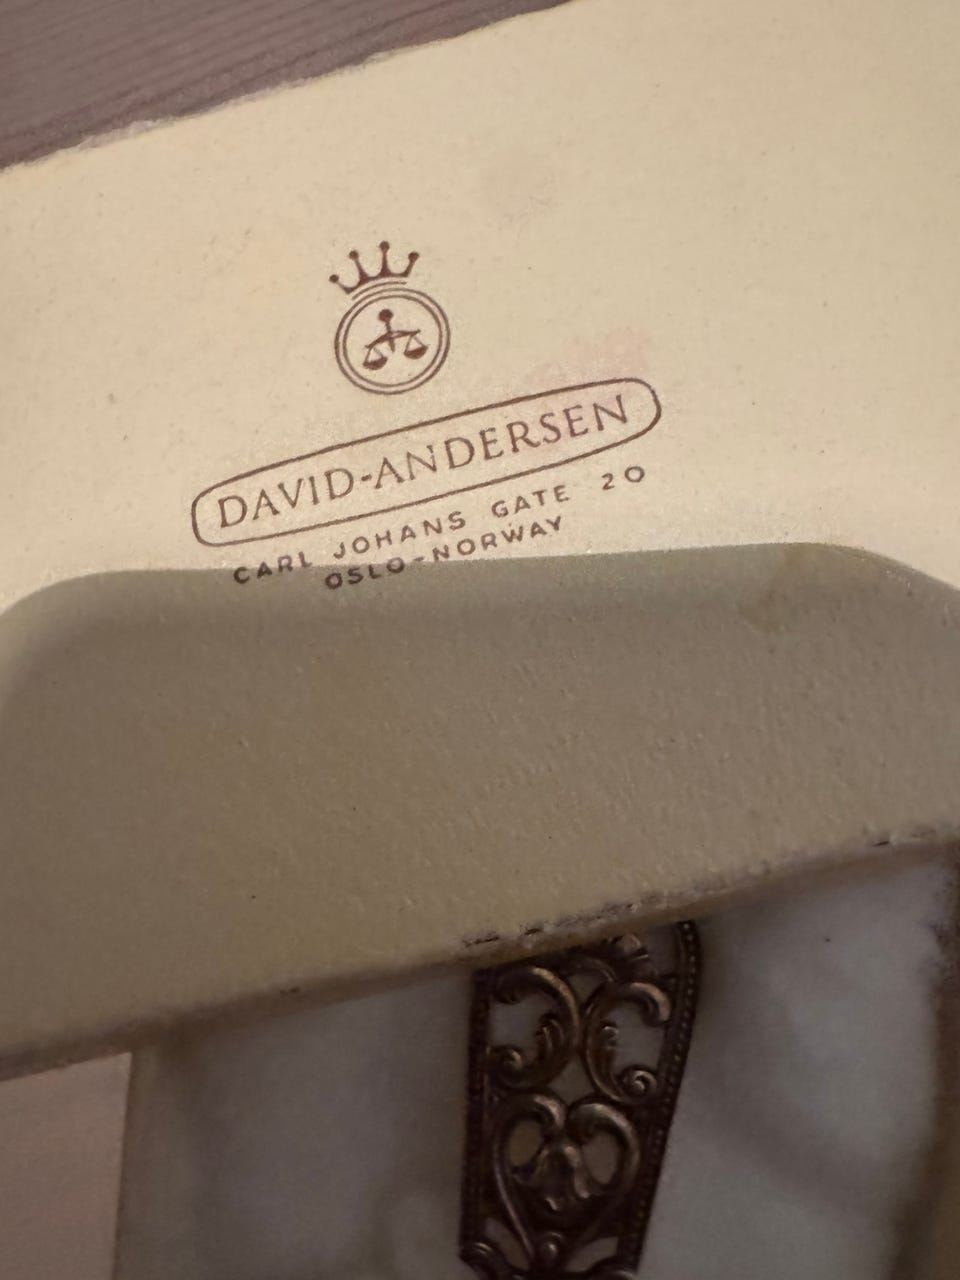 DAVID-ANDERSEN
CARL JOHANS GATE 20
OSLO-NORWAY